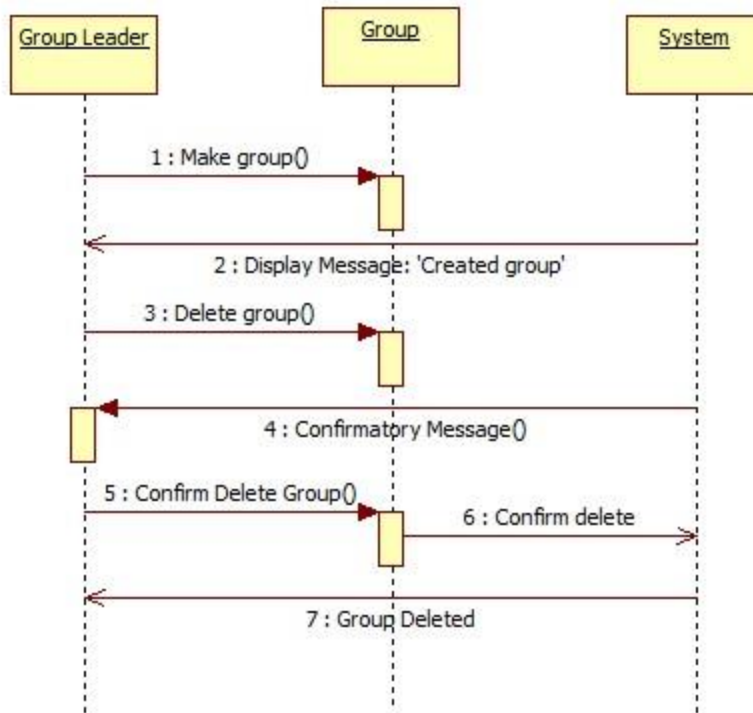 Group Leader
Group
System
1 : Make group()
2 : Display Message: 'Created group'
3 : Delete group()
4 : Confirmatory Message()
5 : Confirm Delete Group()
6 : Confirm delete
7 : Group Deleted